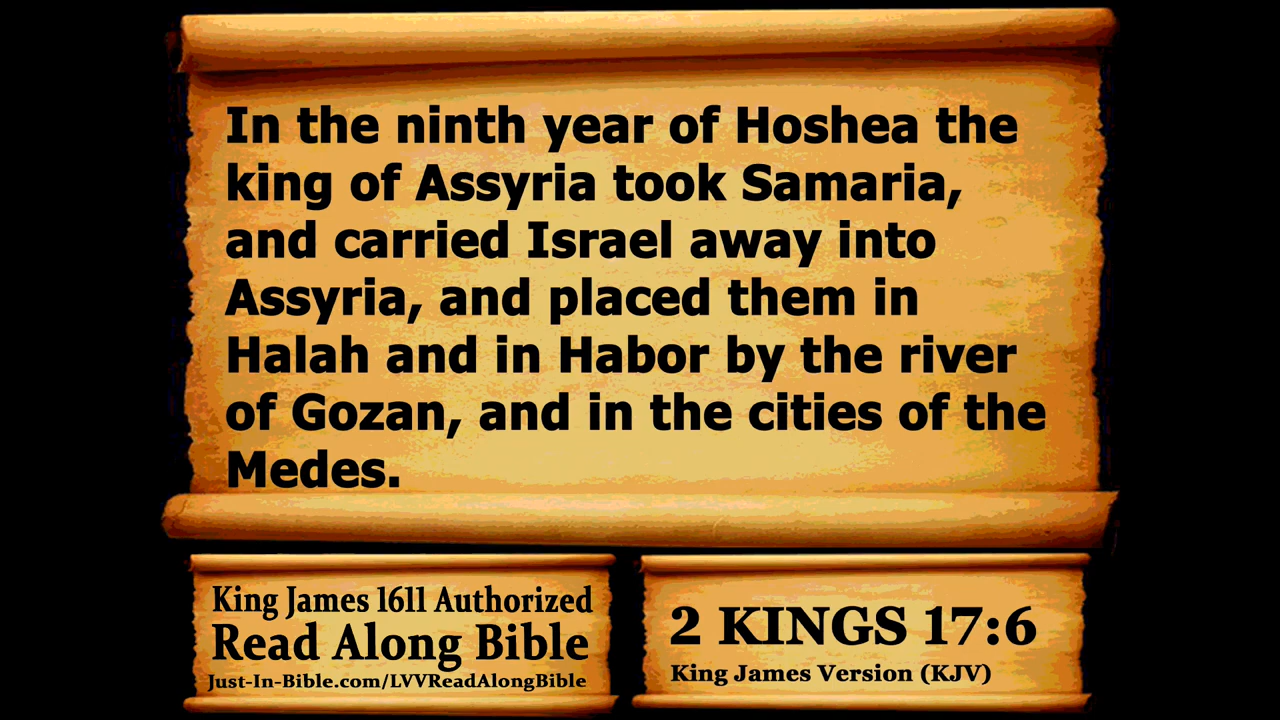 In the ninth year of Hoshea the
king of Assyria took Samaria,
and carried Israel away into
Assyria, and placed them in
Halah and in Habor by the river
of Gozan, and in the cities of the
Medes.
King James 1611 Authorized
Read Along Bible
Just-In-Bible.com/LVVReadAlongBible
2 KINGS 17:6
King James Version (KJV)